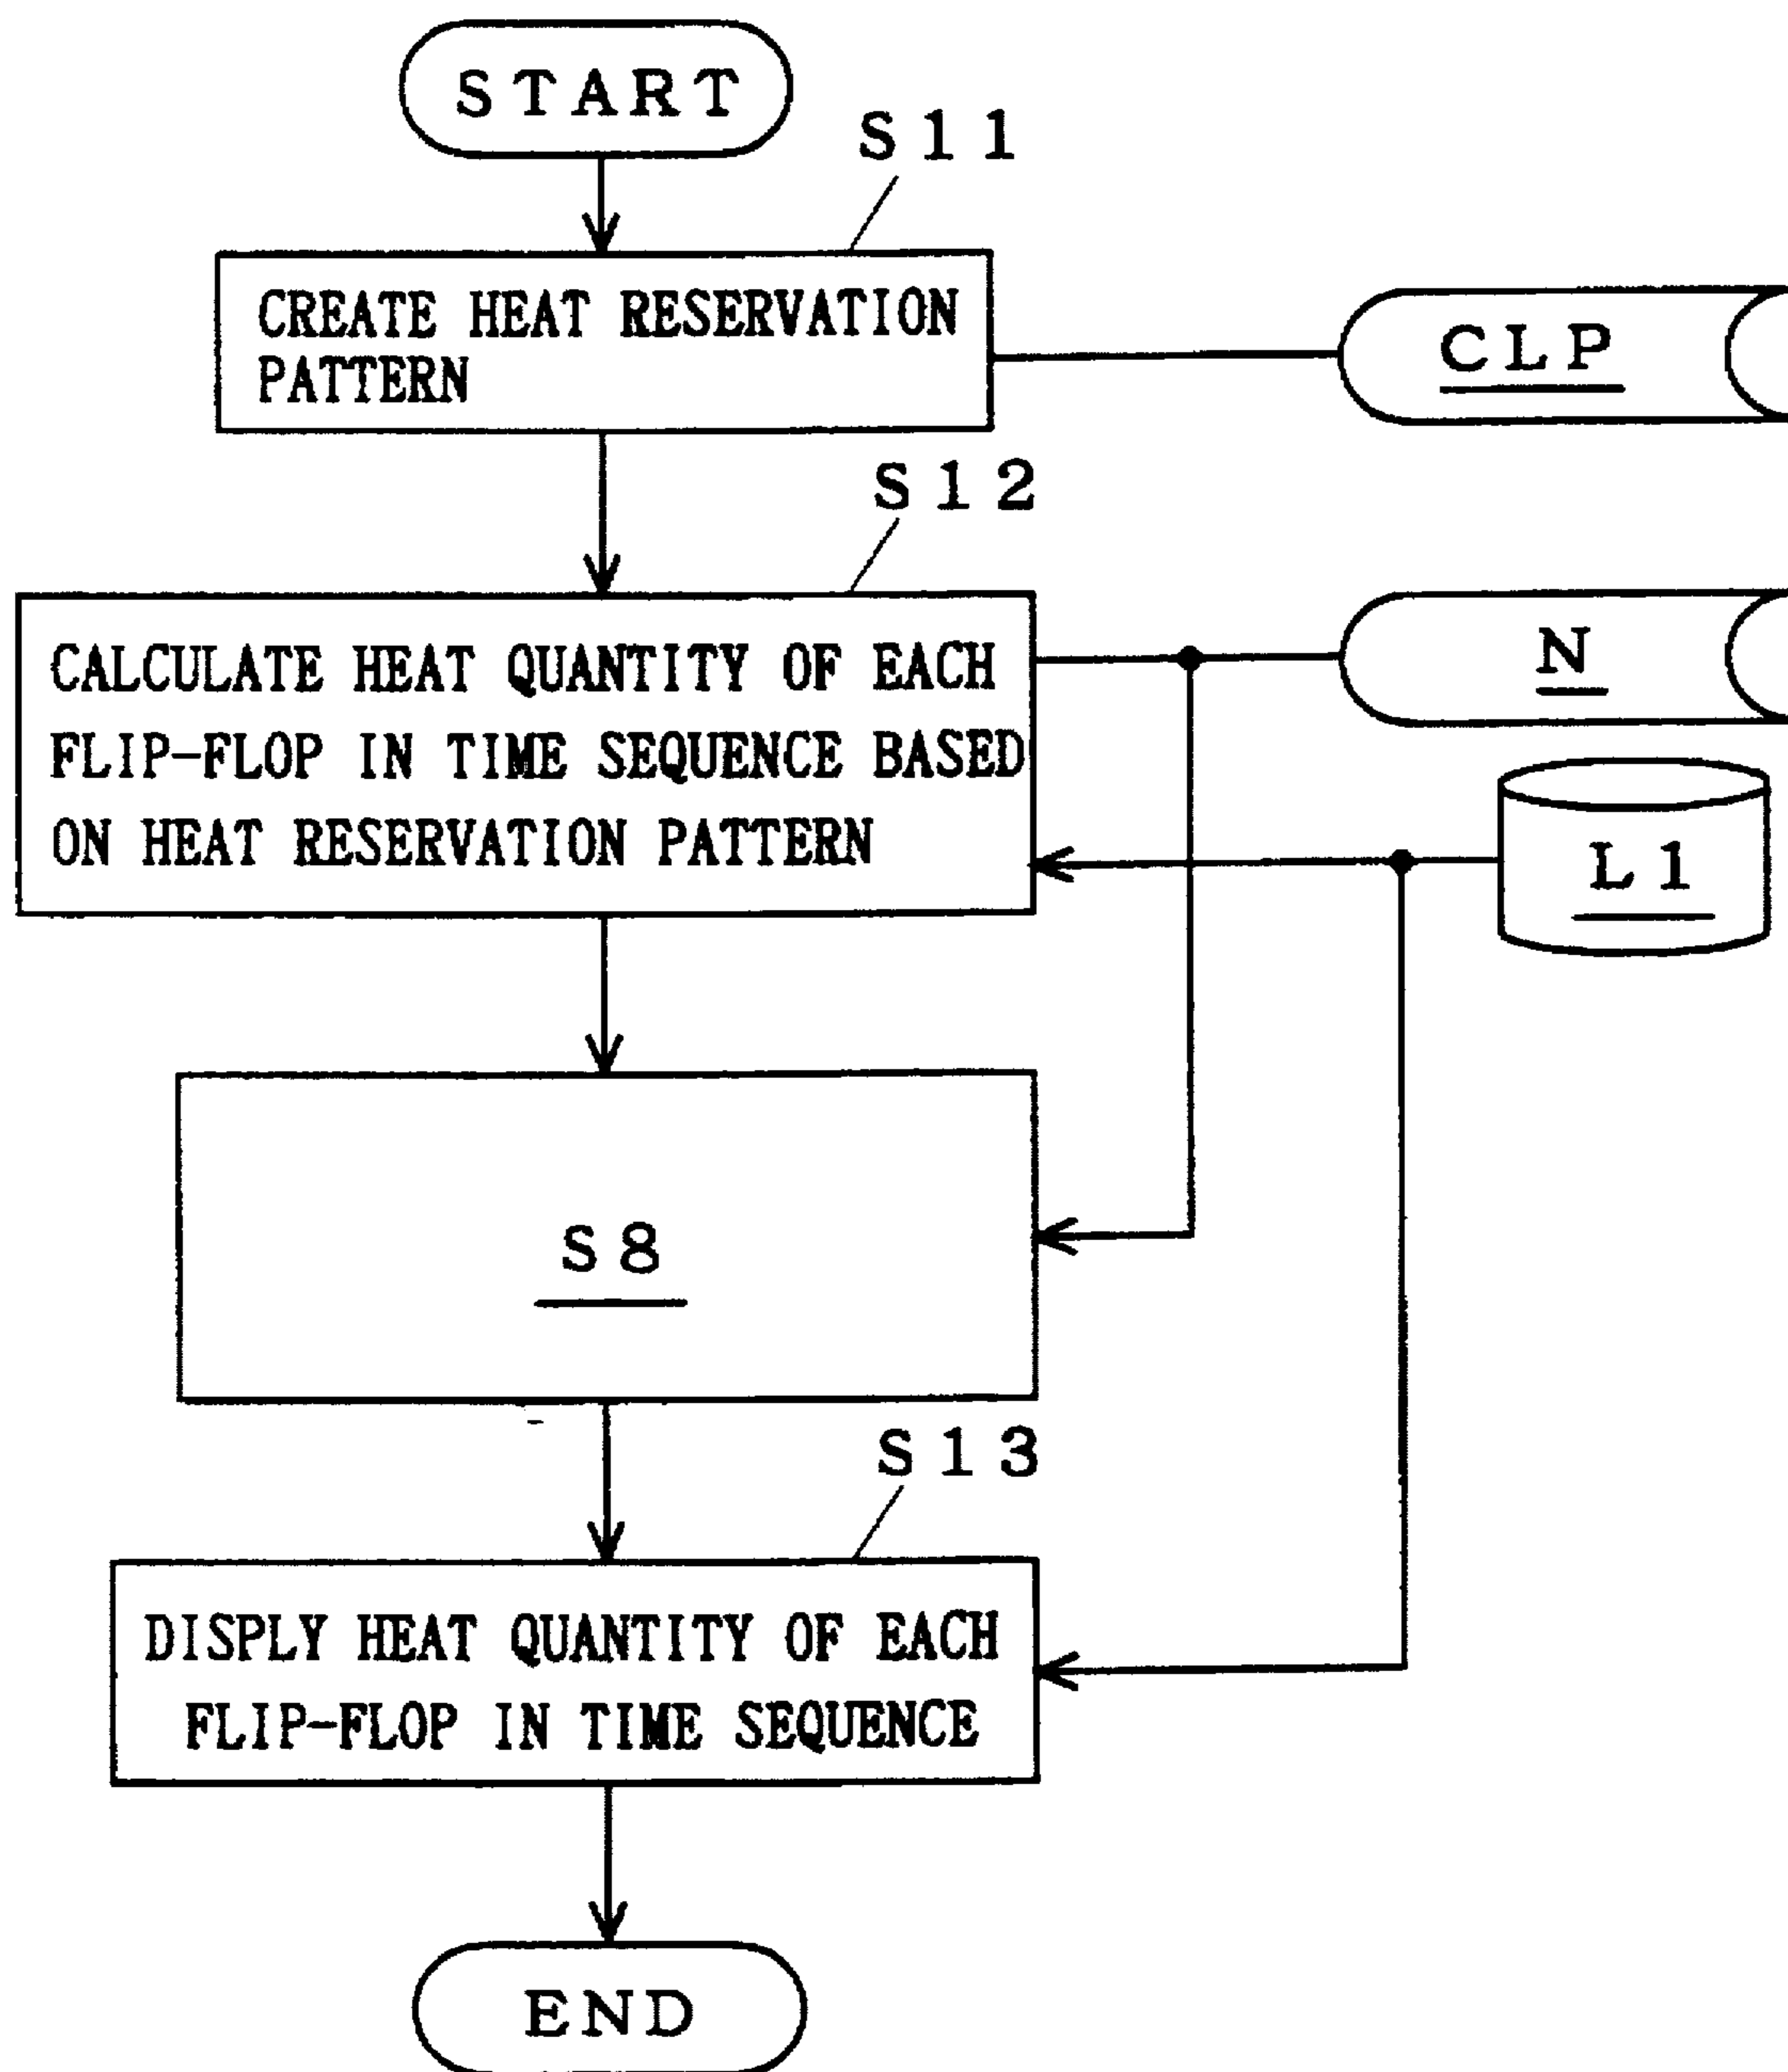 START
S11
CREATE HEAT RESERVATION
PATTERN
CLP
S12
CALCULATE HEAT QUANTITY OF EACH
FLIP-FLOP IN TIME SEQUENCE BASED
ON HEAT RESERVATION PATTERN
N
L1
S8
S13
DISPLY HEAT QUANTITY OF EACH
FLIP-FLOP IN TIME SEQUENCE
END